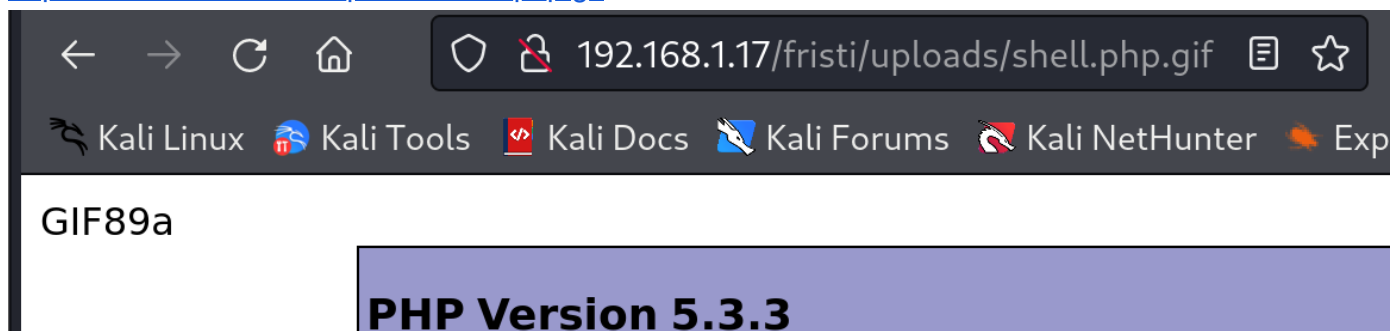 192.168.1.17/fristi/uploads/shell.php.gif
Kali Linux Kali Tools Kali Docs Kali Forums Kali NetHunter Exp
GIF89a
PHP Version 5.3.3